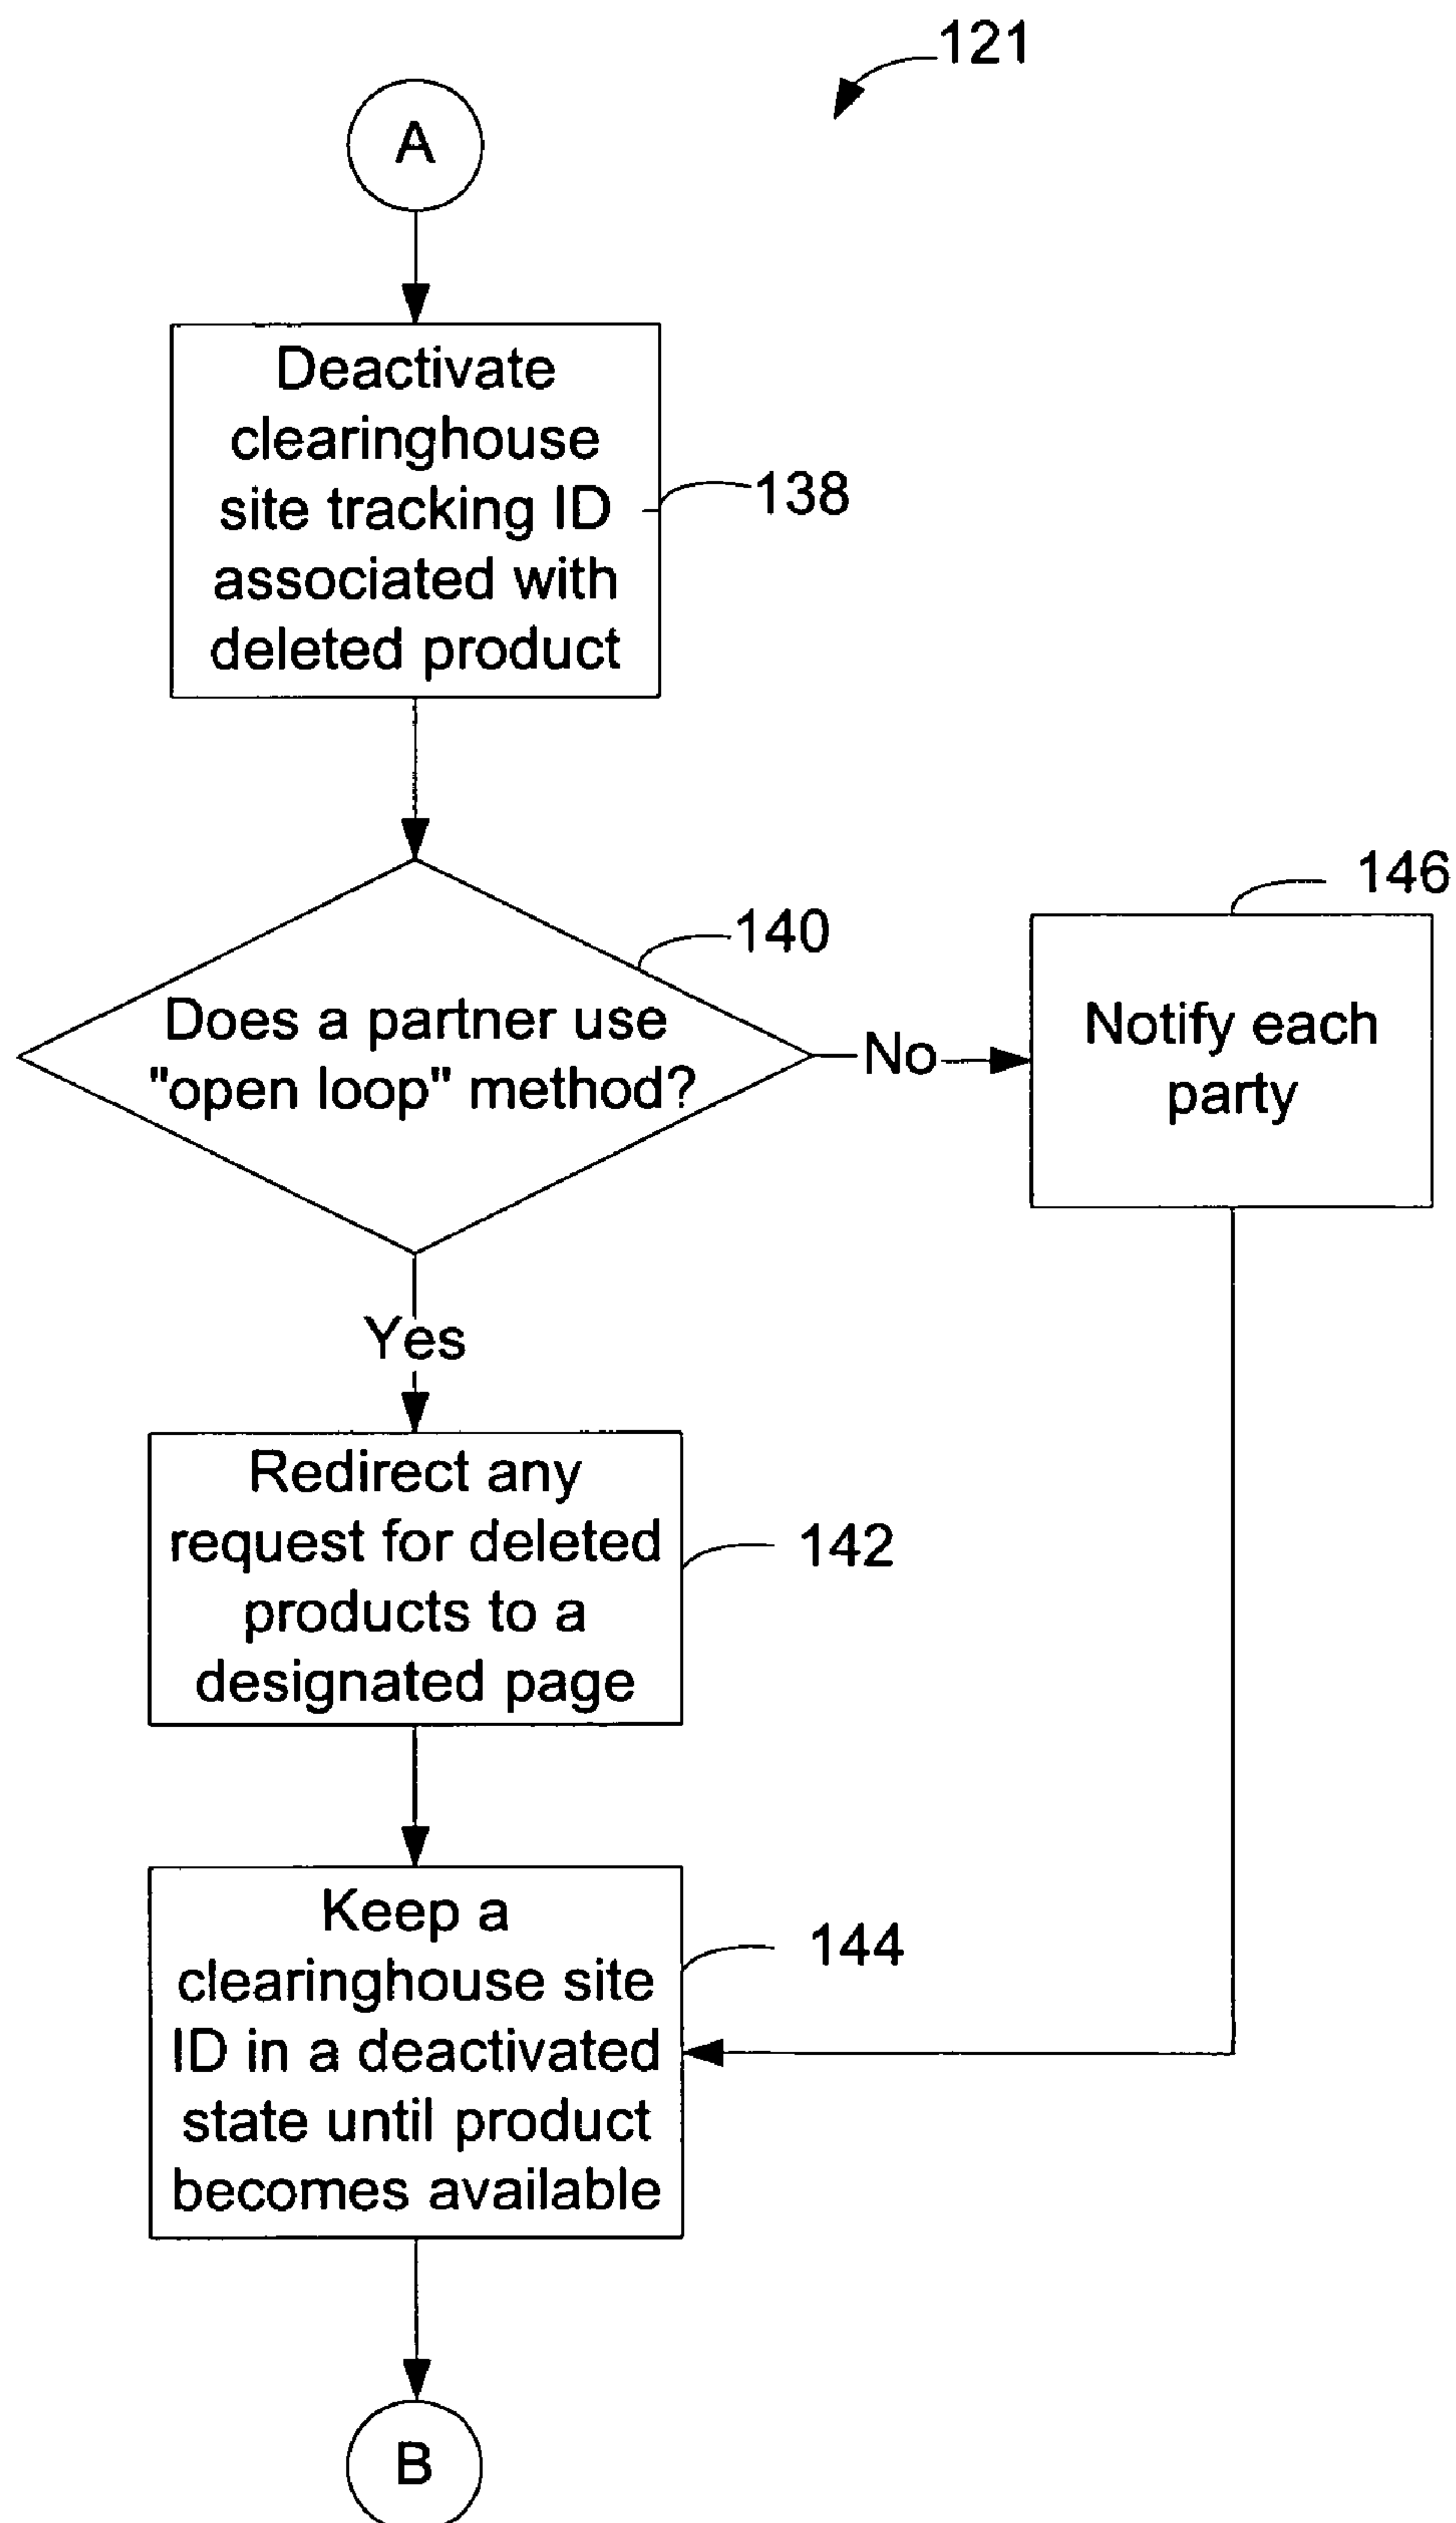 121
A
Deactivate
clearinghouse
site tracking ID
associated with
deleted product
138
140
Does a partner use
"open loop" method?
No
146
Notify each
party
Yes
Redirect any
request for deleted
products to a
designated page
142
Keep a
clearinghouse site
ID in a deactivated
state until product
becomes available
144
B